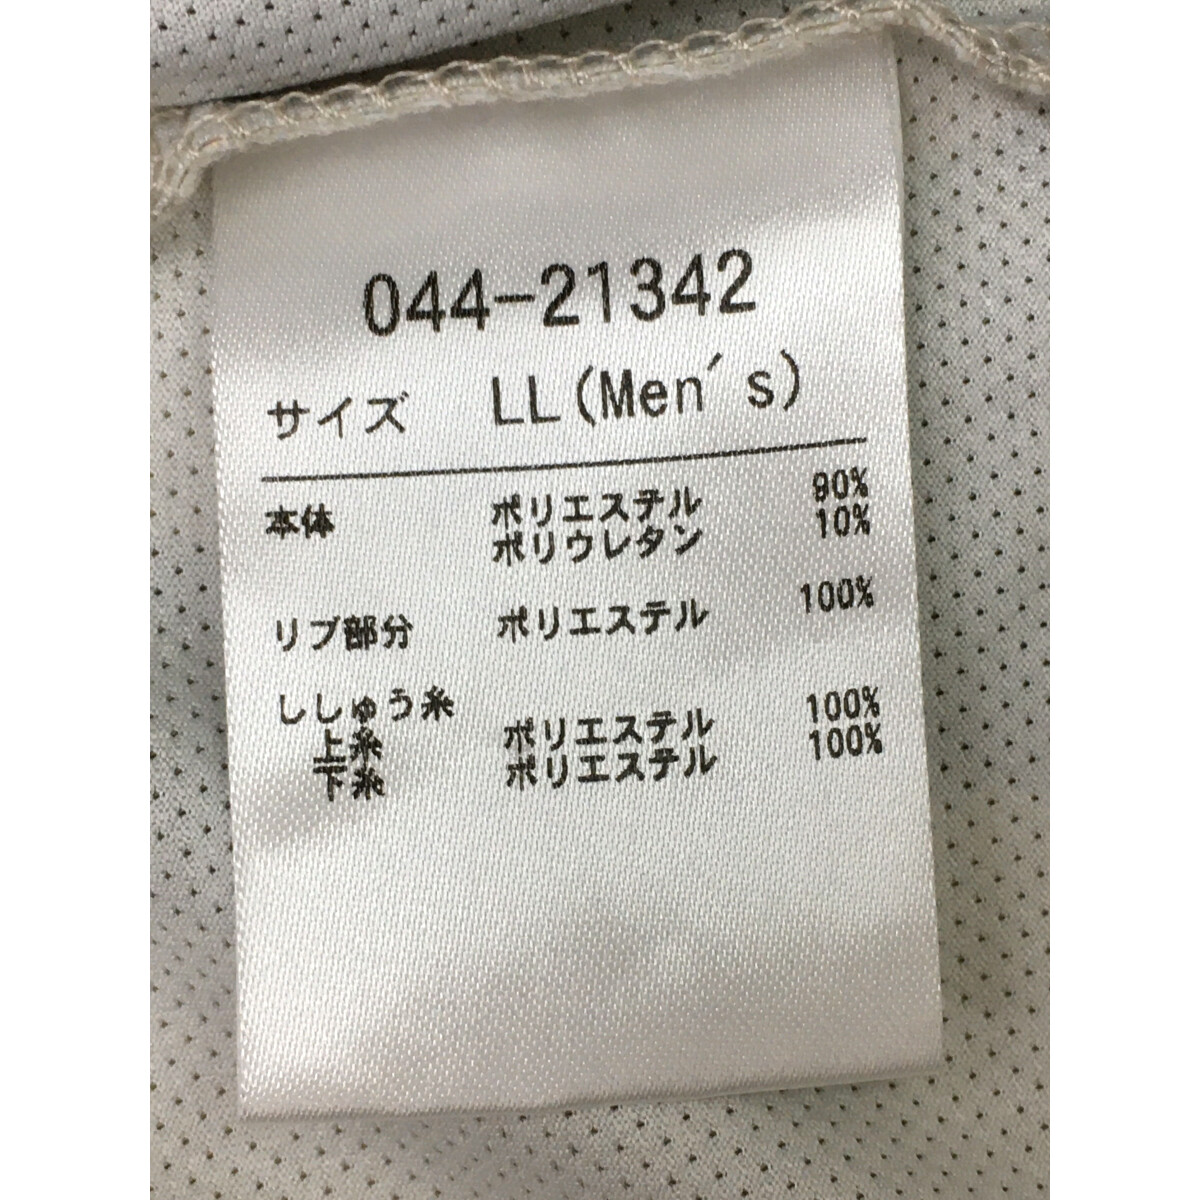 044-21342
サイズ LL(Men's)
本体 ポリエステル 90%
ポリウレタン 10%
リブ部分 ポリエステル 100%
ししゅう糸
上糸 ポリエステル 100%
下糸 ポリエステル 100%